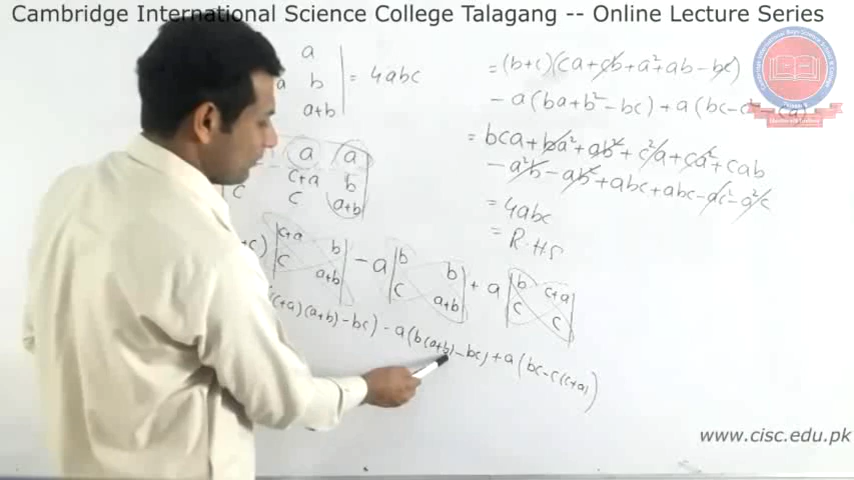 Cambridge International Science College Talagang -- Online Lecture Series
a
a b = 4abc
a+b
a a
c+a b
C C a+b
+c) | c+a b | - a | b b | + a | b c+a |
| C a+b | | C a+b | | C C |
(c+a)(a+b)-bc) - a(b(a+b)-bc) + a(bc-c(c+a))
= (b+c)(ca+cb+a²+ab-bc)
- a(ba+b²-bc) + a(bc-c²-ca)
= bca+ba²+ab²+c²a+ca²+cab
- a²b-ab²+abc+abc-ac²-a²c
= 4abc
= R.H.S
www.cisc.edu.pk